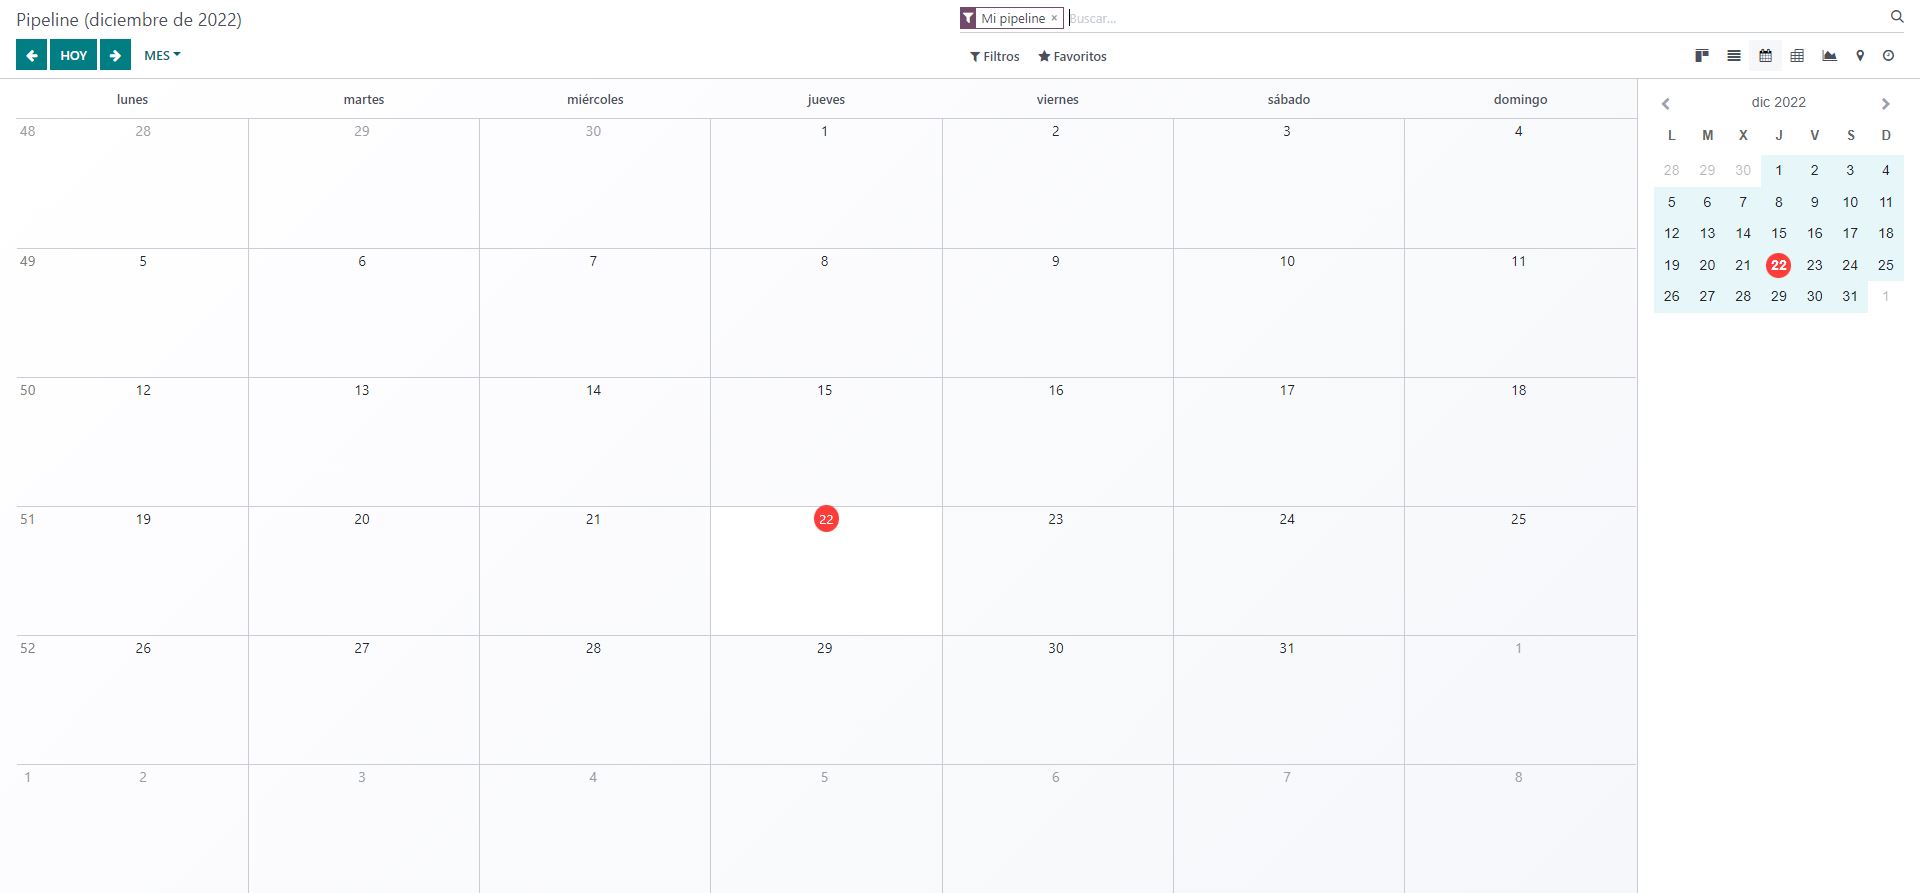 Pipeline (diciembre de 2022)
Mi pipeline × Buscar...
HOY MES
Filtros Favoritos
lunes martes miércoles jueves viernes sábado domingo
48 28 29 30 1 2 3 4
49 5 6 7 8 9 10 11
50 12 13 14 15 16 17 18
51 19 20 21 22 23 24 25
52 26 27 28 29 30 31 1
1 2 3 4 5 6 7 8
dic 2022
L M X J V S D
28 29 30 1 2 3 4
5 6 7 8 9 10 11
12 13 14 15 16 17 18
19 20 21 22 23 24 25
26 27 28 29 30 31 1